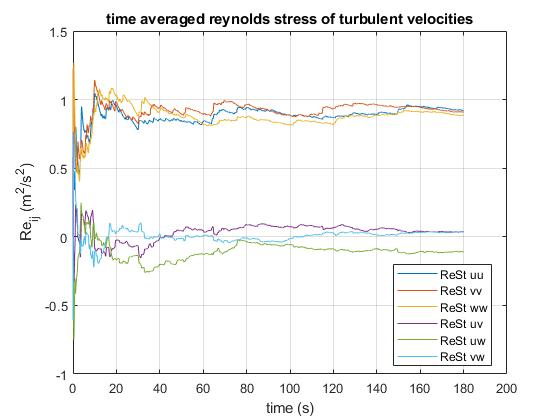 time averaged reynolds stress of turbulent velocities
1.5
1
0.5
0
-0.5
-1
Re_ij (m^2/s^2)
0 20 40 60 80 100 120 140 160 180 200
time (s)
ReSt uu
ReSt vv
ReSt ww
ReSt uv
ReSt uw
ReSt vw